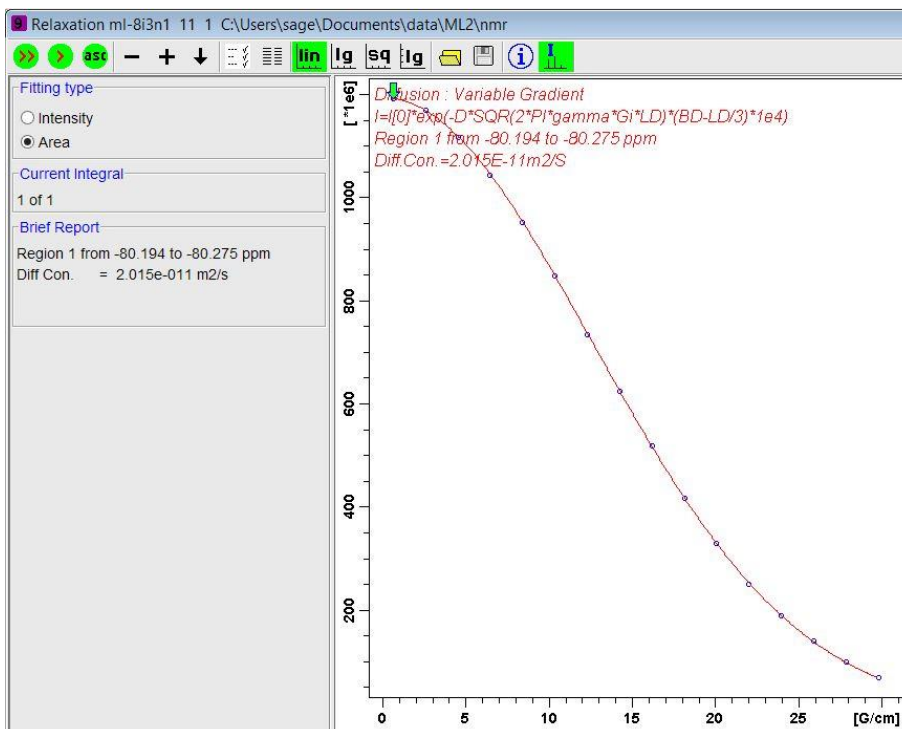 9 Relaxation ml-8i3n1 11 1 C:\Users\sage\Documents\data\ML2\nmr
>> > asc − + lin lg sq lg i I
Fitting type
Intensity
Area
Current Integral
1 of 1
Brief Report
Region 1 from -80.194 to -80.275 ppm
Diff Con. = 2.015e-011 m2/s
[*1e6]
1000
800
600
400
200
Diffusion : Variable Gradient
I=I[0]*exp(-D*SQR(2*PI*gamma*Gi*LD)*(BD-LD/3)*1e4)
Region 1 from -80.194 to -80.275 ppm
Diff.Con.=2.015E-11m2/S
0 5 10 15 20 25 [G/cm]